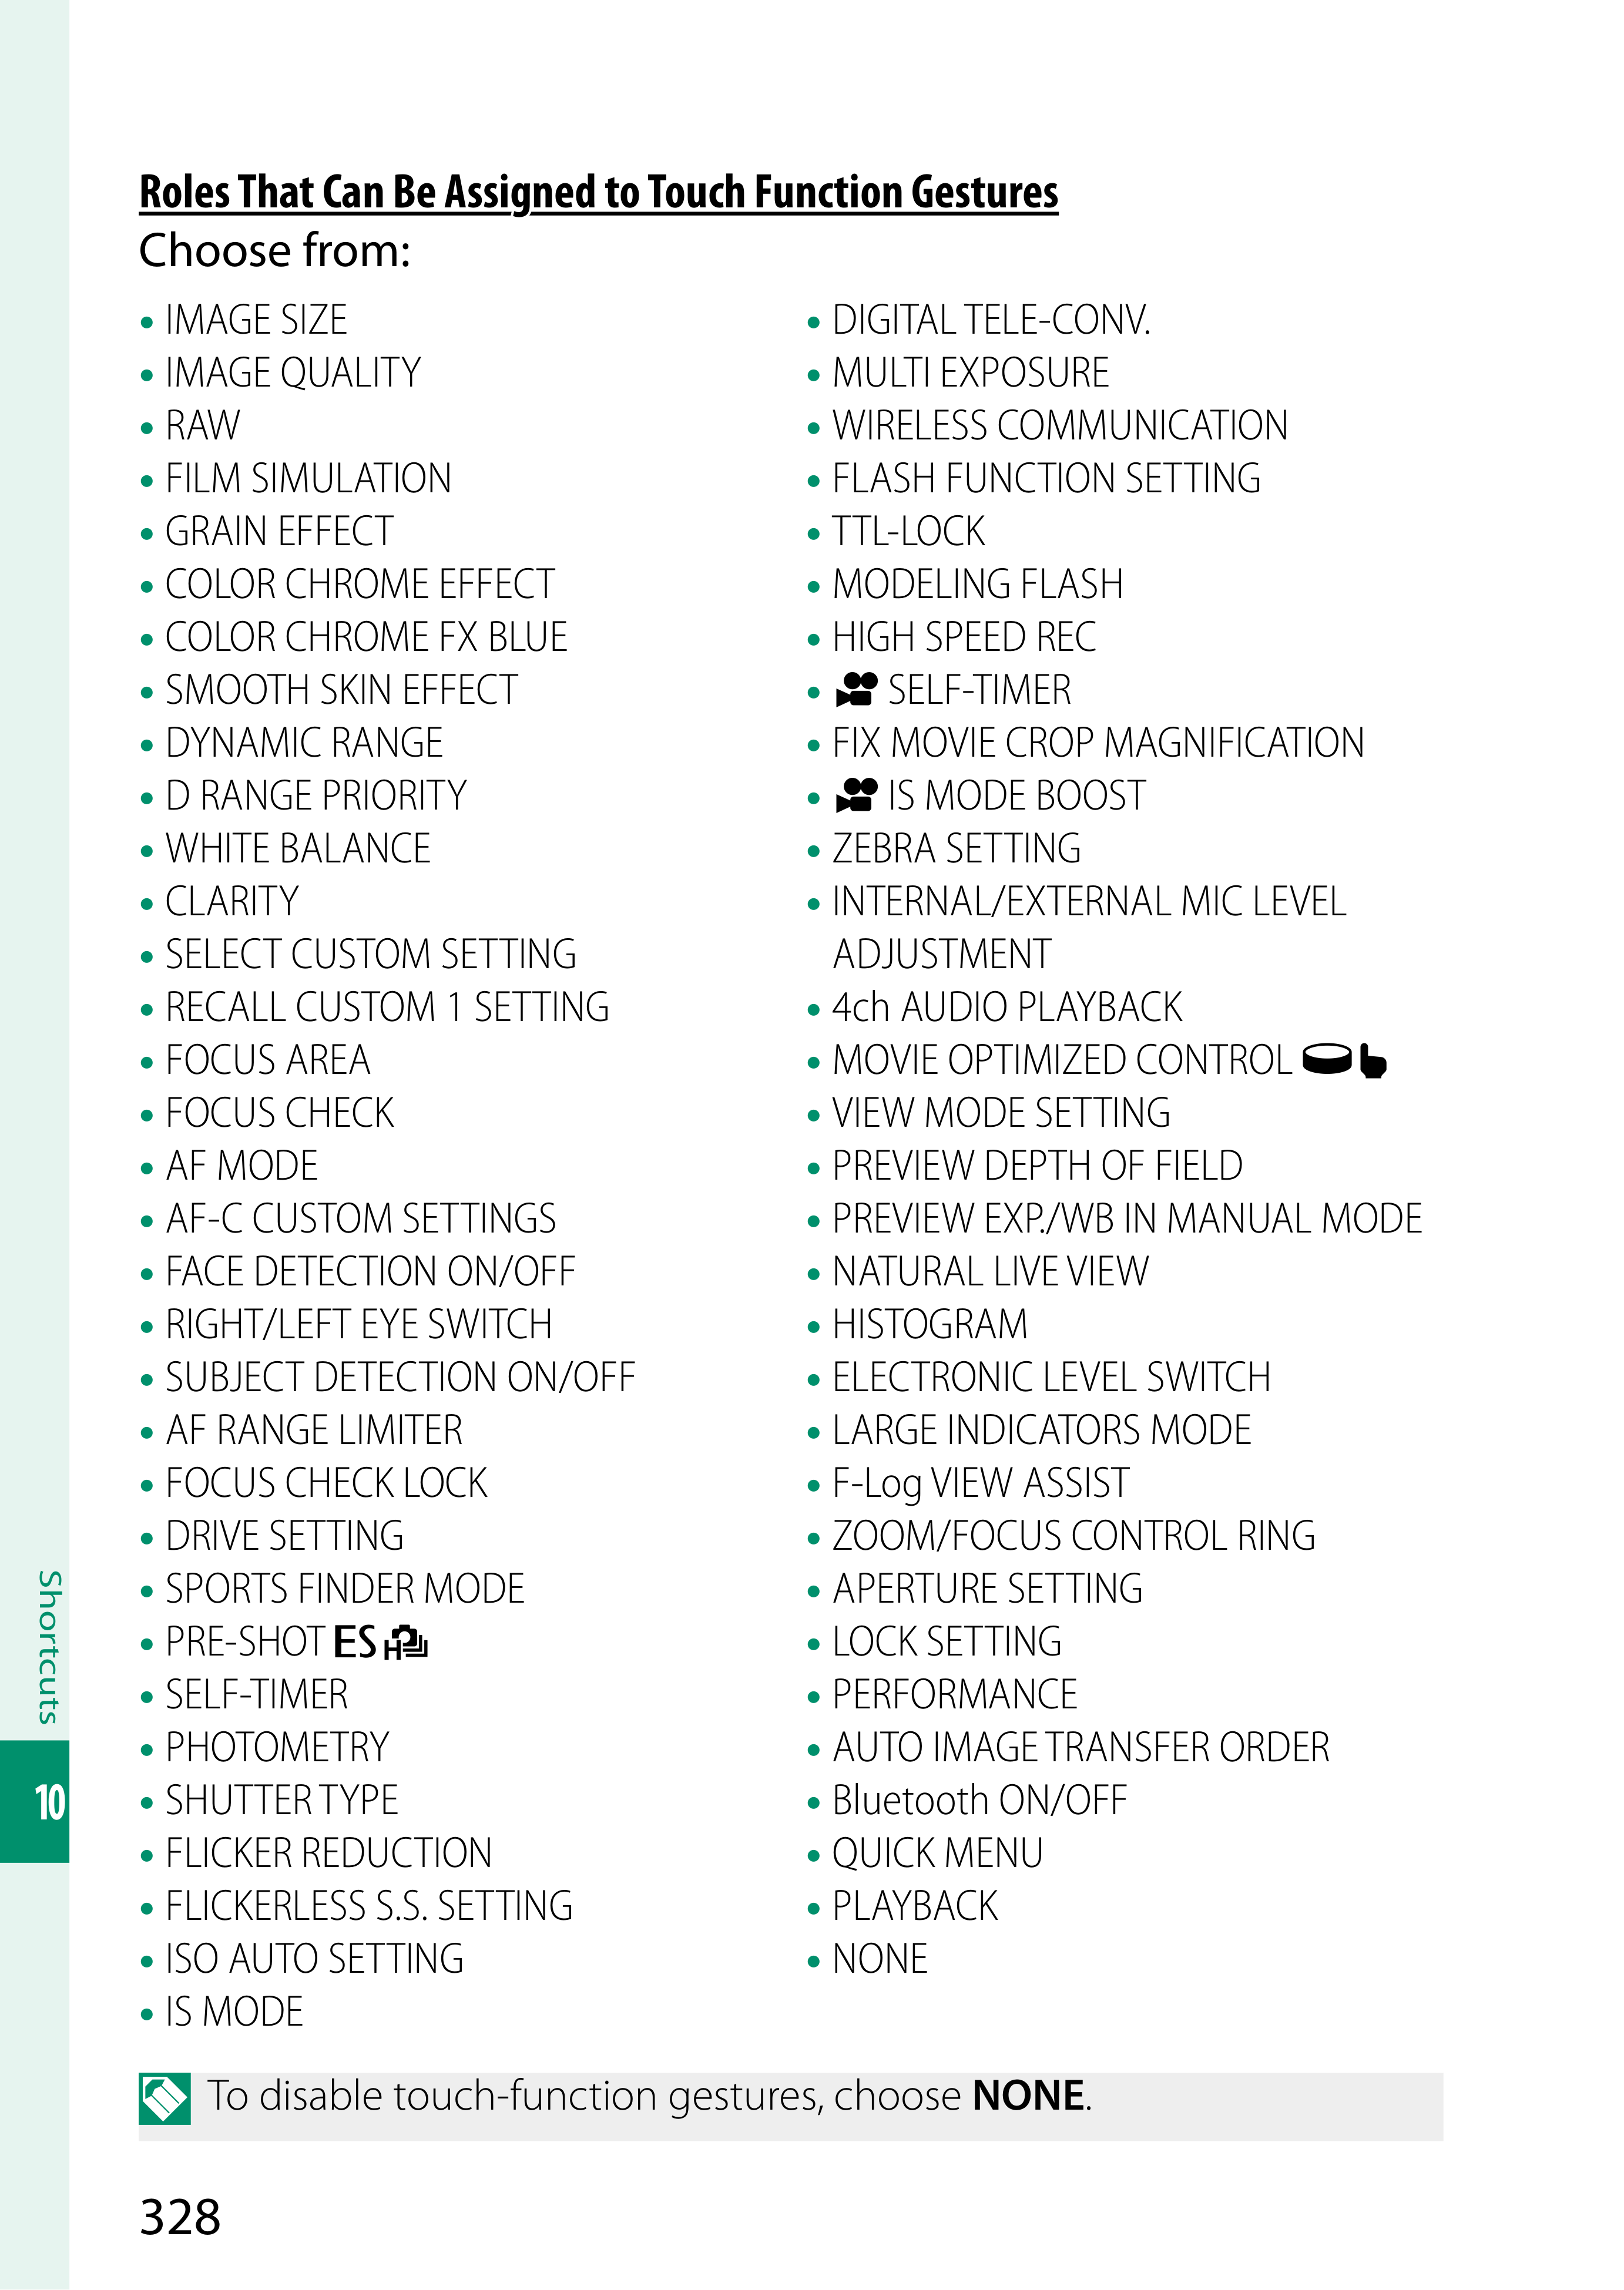 Roles That Can Be Assigned to Touch Function Gestures
Choose from:
• IMAGE SIZE
• IMAGE QUALITY
• RAW
• FILM SIMULATION
• GRAIN EFFECT
• COLOR CHROME EFFECT
• COLOR CHROME FX BLUE
• SMOOTH SKIN EFFECT
• DYNAMIC RANGE
• D RANGE PRIORITY
• WHITE BALANCE
• CLARITY
• SELECT CUSTOM SETTING
• RECALL CUSTOM 1 SETTING
• FOCUS AREA
• FOCUS CHECK
• AF MODE
• AF-C CUSTOM SETTINGS
• FACE DETECTION ON/OFF
• RIGHT/LEFT EYE SWITCH
• SUBJECT DETECTION ON/OFF
• AF RANGE LIMITER
• FOCUS CHECK LOCK
• DRIVE SETTING
• SPORTS FINDER MODE
• PRE-SHOT ES H
• SELF-TIMER
• PHOTOMETRY
• SHUTTER TYPE
• FLICKER REDUCTION
• FLICKERLESS S.S. SETTING
• ISO AUTO SETTING
• IS MODE
• DIGITAL TELE-CONV.
• MULTI EXPOSURE
• WIRELESS COMMUNICATION
• FLASH FUNCTION SETTING
• TTL-LOCK
• MODELING FLASH
• HIGH SPEED REC
• SELF-TIMER
• FIX MOVIE CROP MAGNIFICATION
• IS MODE BOOST
• ZEBRA SETTING
• INTERNAL/EXTERNAL MIC LEVEL
ADJUSTMENT
• 4ch AUDIO PLAYBACK
• MOVIE OPTIMIZED CONTROL
• VIEW MODE SETTING
• PREVIEW DEPTH OF FIELD
• PREVIEW EXP./WB IN MANUAL MODE
• NATURAL LIVE VIEW
• HISTOGRAM
• ELECTRONIC LEVEL SWITCH
• LARGE INDICATORS MODE
• F-Log VIEW ASSIST
• ZOOM/FOCUS CONTROL RING
• APERTURE SETTING
• LOCK SETTING
• PERFORMANCE
• AUTO IMAGE TRANSFER ORDER
• Bluetooth ON/OFF
• QUICK MENU
• PLAYBACK
• NONE
To disable touch-function gestures, choose NONE.
Shortcuts
10
328